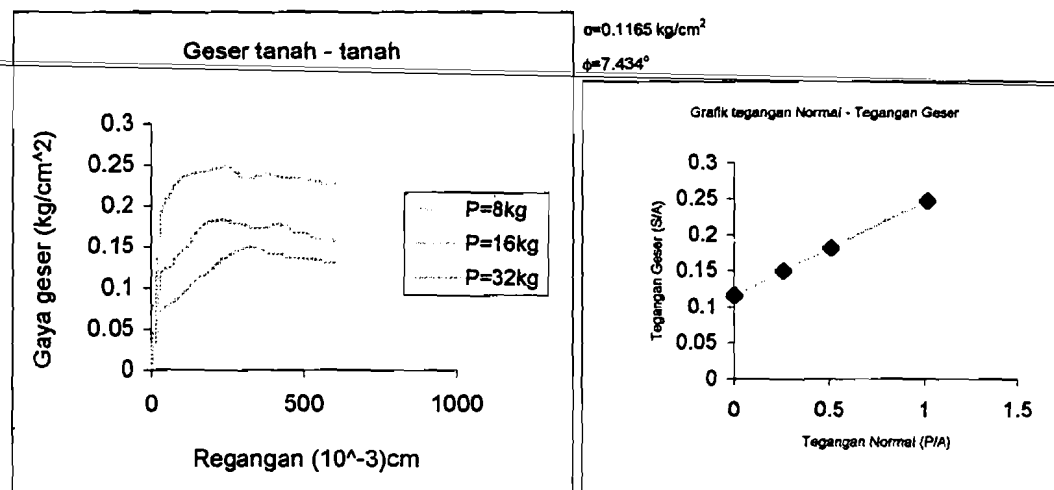 Geser tanah - tanah
Gaya geser (kg/cm^2)
0.3
0.25
0.2
0.15
0.1
0.05
0
0
500
1000
Regangan (10^-3)cm
P=8kg
P=16kg
P=32kg
σ=0.1165 kg/cm²
ϕ=7.434°
Grafik tegangan Normal - Tegangan Geser
Tegangan Geser (S/A)
0.3
0.25
0.2
0.15
0.1
0.05
0
0
0.5
1
1.5
Tegangan Normal (P/A)